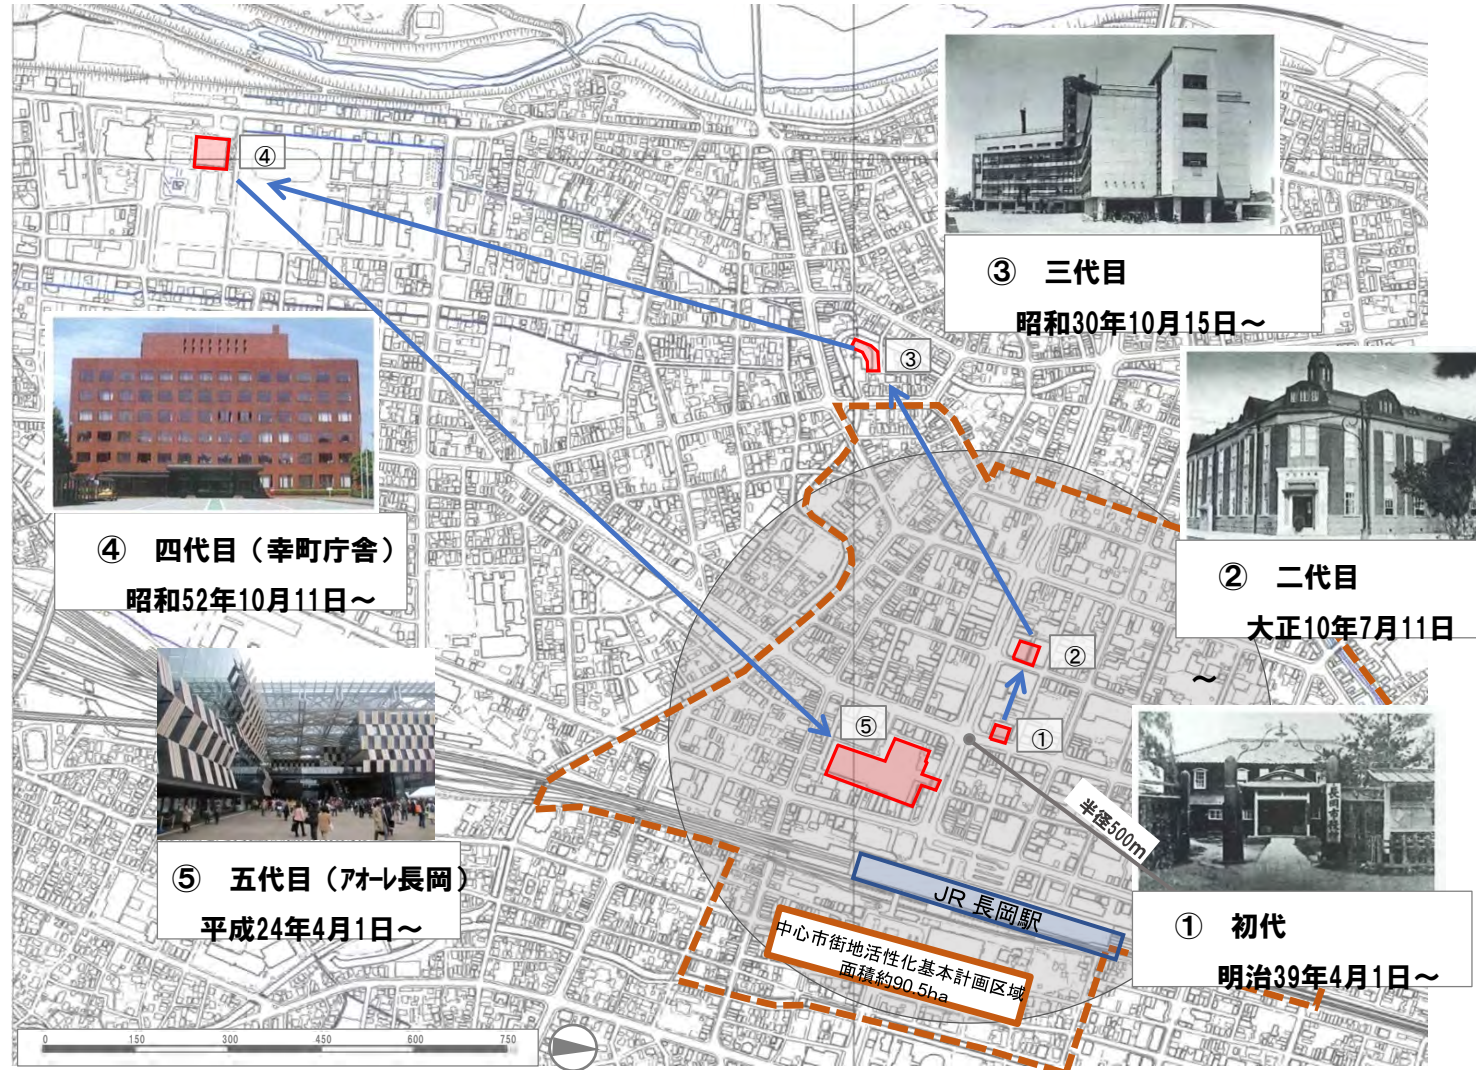 ④
③
③ 三代目
昭和30年10月15日～
④ 四代目（幸町庁舎）
昭和52年10月11日～
② 二代目
大正10年7月11日
～
②
①
⑤
半径500m
長岡市役所
⑤ 五代目（アオーレ長岡）
平成24年4月1日～
JR 長岡駅
中心市街地活性化基本計画区域
面積約90.5ha
① 初代
明治39年4月1日～
0 150 300 450 600 750